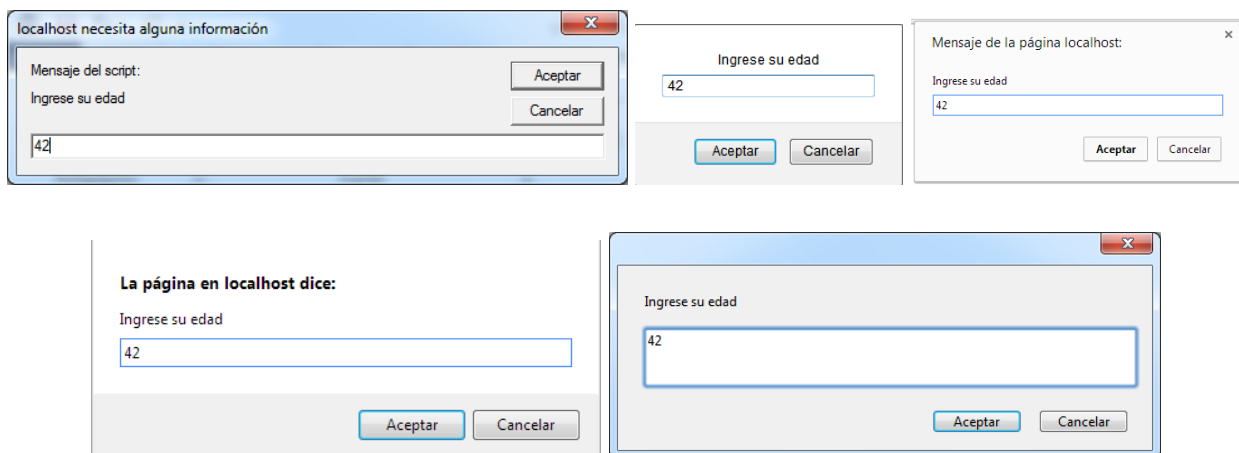 localhost necesita alguna información
Mensaje del script:
Ingrese su edad
Aceptar
Cancelar
42
Ingrese su edad
42
Aceptar Cancelar
Mensaje de la página localhost:
Ingrese su edad
42
Aceptar Cancelar
La página en localhost dice:
Ingrese su edad
42
Aceptar Cancelar
Ingrese su edad
42
Aceptar Cancelar